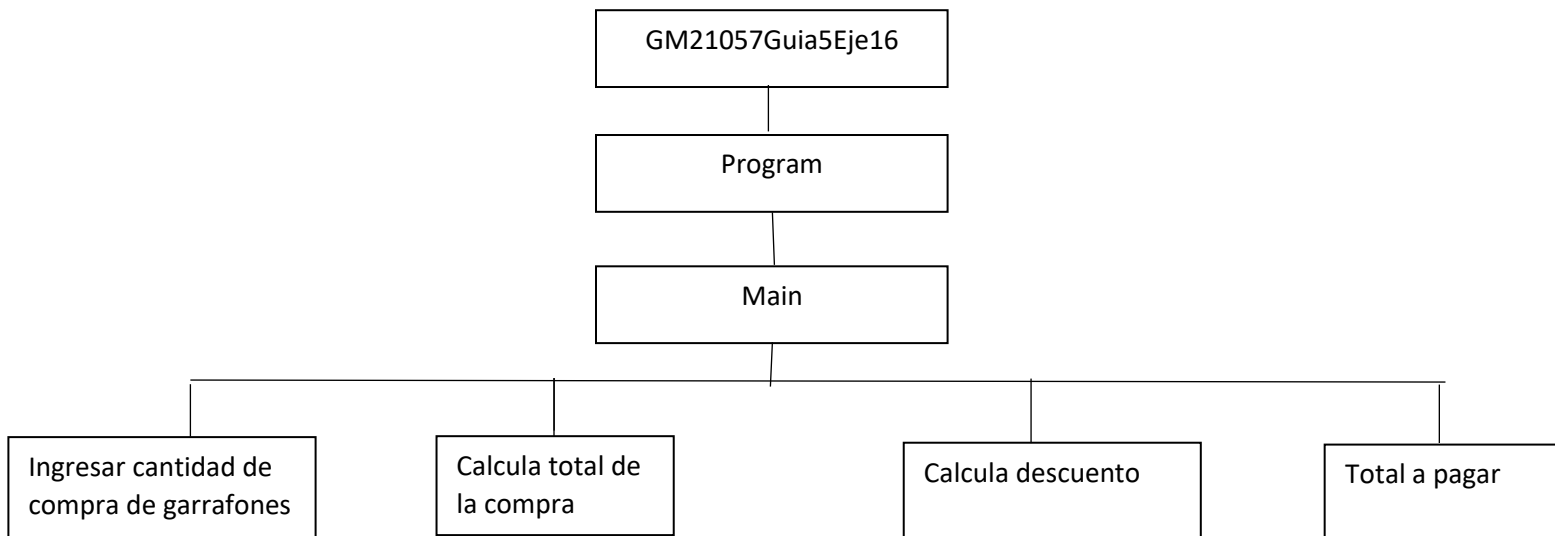 GM21057Guia5Eje16
Program
Main
Ingresar cantidad de
compra de garrafones
Calcula total de
la compra
Calcula descuento
Total a pagar